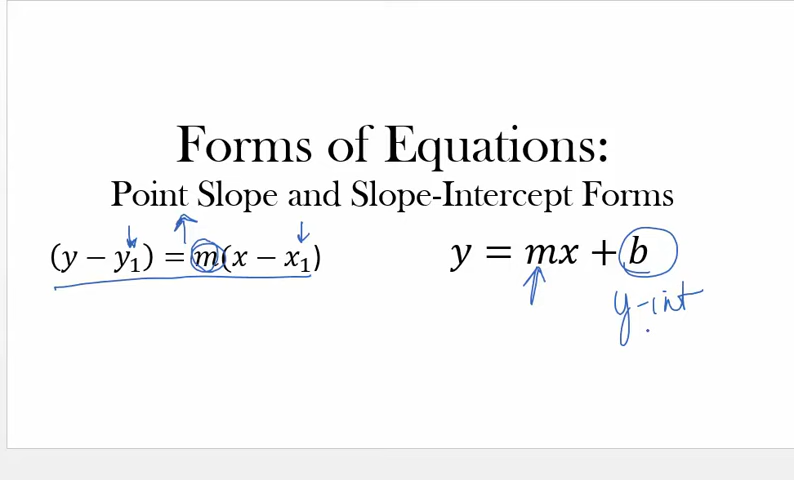 Forms of Equations:
Point Slope and Slope-Intercept Forms
(y − y₁) = m(x − x₁)
y = mx + b
y-int